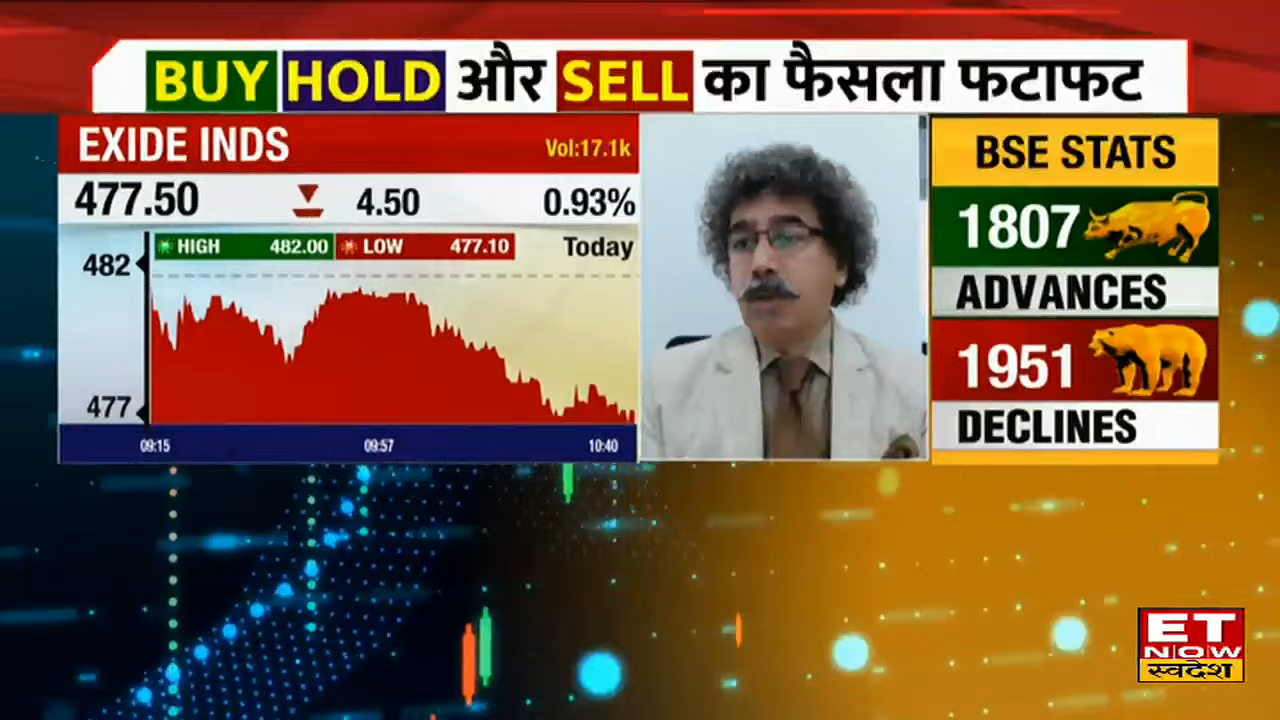 BUY HOLD और SELL का फैसला फटाफट
EXIDE INDS
Vol:17.1k
477.50 4.50 0.93%
HIGH 482.00 LOW 477.10 Today
482
477
09:15 09:57 10:40
BSE STATS
1807
ADVANCES
1951
DECLINES
ET
NOW
स्वदेश